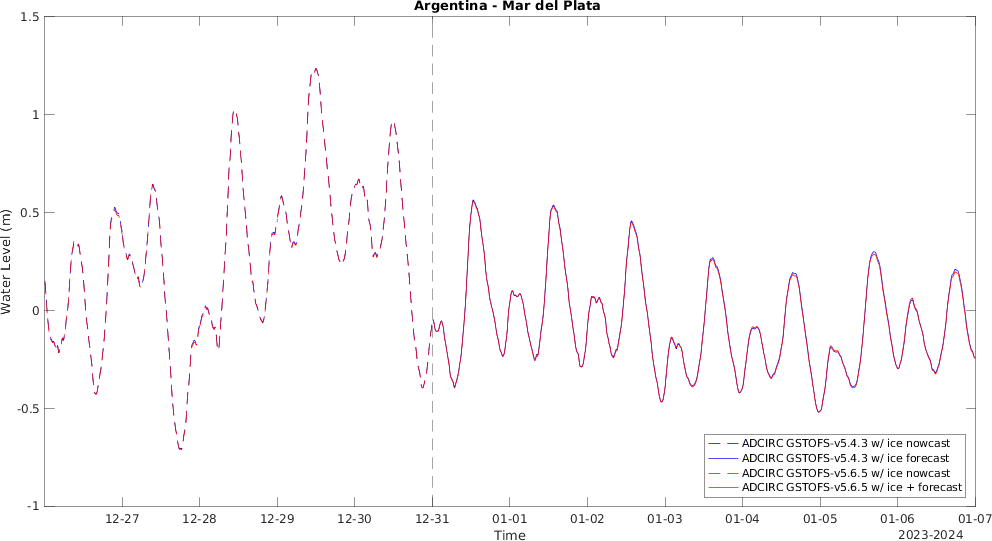 Argentina - Mar del Plata
Water Level (m)
1.5
1
0.5
0
-0.5
-1
12-27 12-28 12-29 12-30 12-31 01-01 01-02 01-03 01-04 01-05 01-06 01-07
Time
2023-2024
ADCIRC GSTOFS-v5.4.3 w/ ice nowcast
ADCIRC GSTOFS-v5.4.3 w/ ice forecast
ADCIRC GSTOFS-v5.6.5 w/ ice nowcast
ADCIRC GSTOFS-v5.6.5 w/ ice + forecast